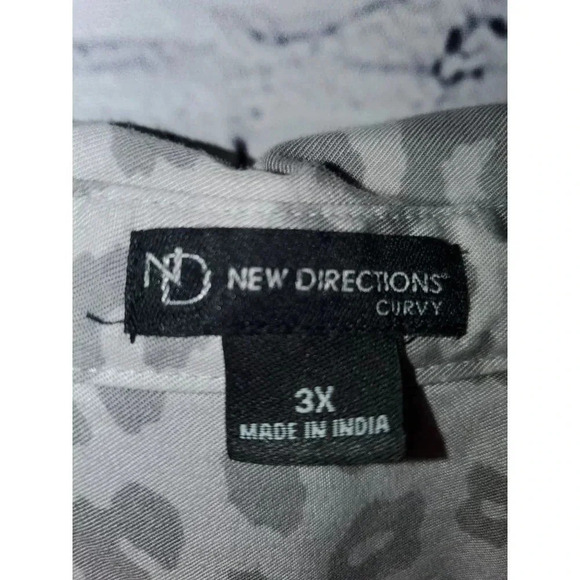 ND NEW DIRECTIONS
CURVY
3X
MADE IN INDIA